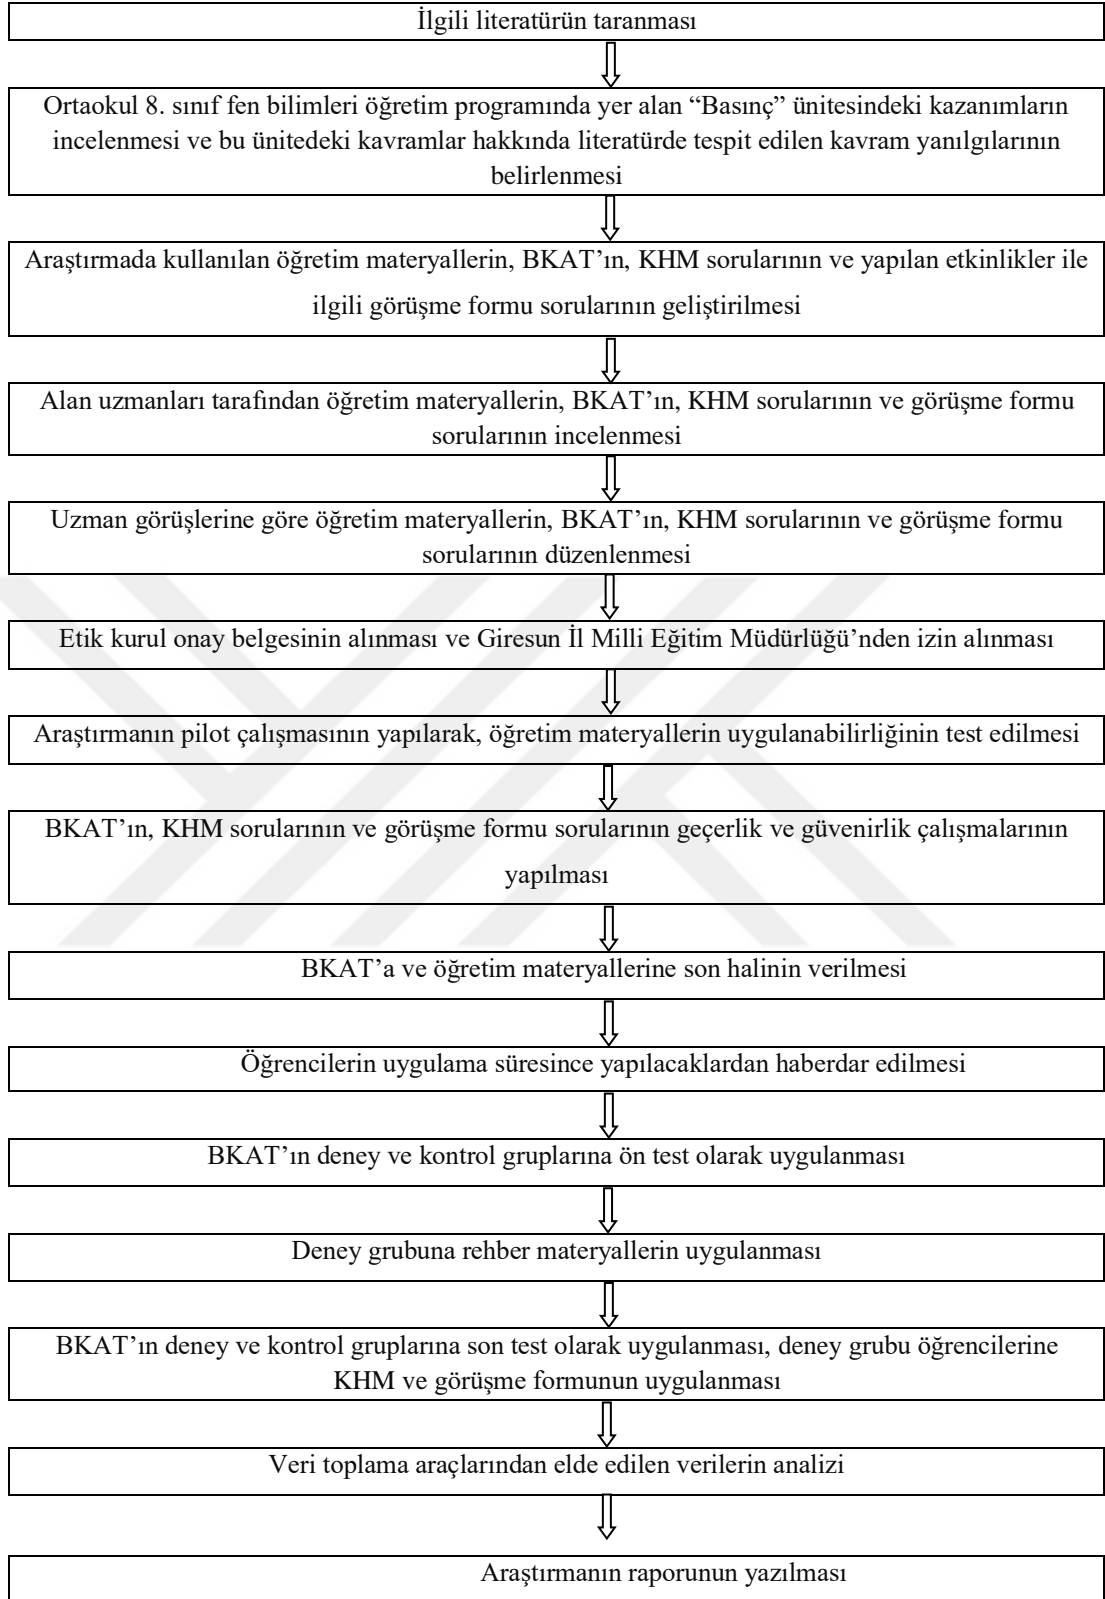 İlgili literatürün taranması
Ortaokul 8. sınıf fen bilimleri öğretim programında yer alan “Basınç” ünitesindeki kazanımların
incelenmesi ve bu ünitedeki kavramlar hakkında literatürde tespit edilen kavram yanılgılarının
belirlenmesi
Araştırmada kullanılan öğretim materyallerin, BKAT’ın, KHM sorularının ve yapılan etkinlikler ile
ilgili görüşme formu sorularının geliştirilmesi
Alan uzmanları tarafından öğretim materyallerin, BKAT’ın, KHM sorularının ve görüşme formu
sorularının incelenmesi
Uzman görüşlerine göre öğretim materyallerin, BKAT’ın, KHM sorularının ve görüşme formu
sorularının düzenlenmesi
Etik kurul onay belgesinin alınması ve Giresun İl Milli Eğitim Müdürlüğü’nden izin alınması
Araştırmanın pilot çalışmasının yapılarak, öğretim materyallerin uygulanabilirliğinin test edilmesi
BKAT’ın, KHM sorularının ve görüşme formu sorularının geçerlik ve güvenirlik çalışmalarının
yapılması
BKAT’a ve öğretim materyallerine son halinin verilmesi
Öğrencilerin uygulama süresince yapılacaklardan haberdar edilmesi
BKAT’ın deney ve kontrol gruplarına ön test olarak uygulanması
Deney grubuna rehber materyallerin uygulanması
BKAT’ın deney ve kontrol gruplarına son test olarak uygulanması, deney grubu öğrencilerine
KHM ve görüşme formunun uygulanması
Veri toplama araçlarından elde edilen verilerin analizi
Araştırmanın raporunun yazılması